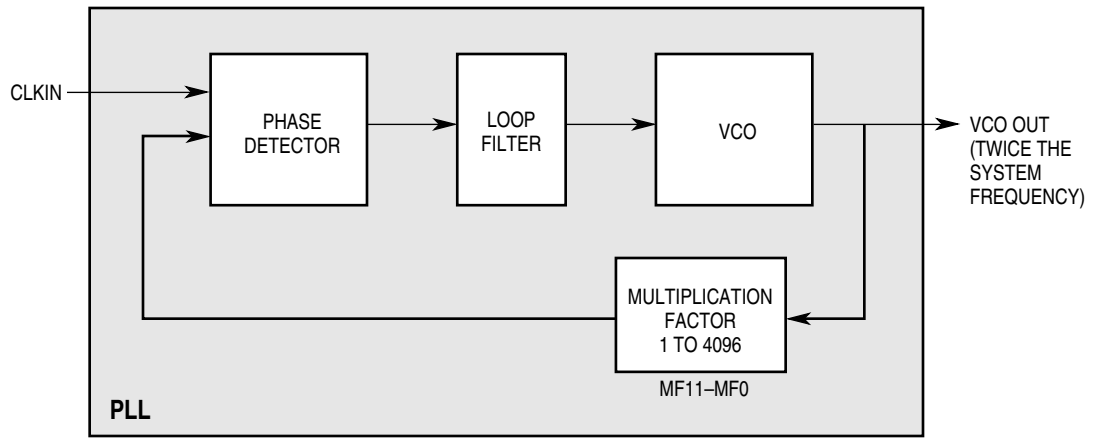 CLKIN
PHASE
DETECTOR
LOOP
FILTER
VCO
VCO OUT
(TWICE THE
SYSTEM
FREQUENCY)
MULTIPLICATION
FACTOR
1 TO 4096
MF11–MF0
PLL